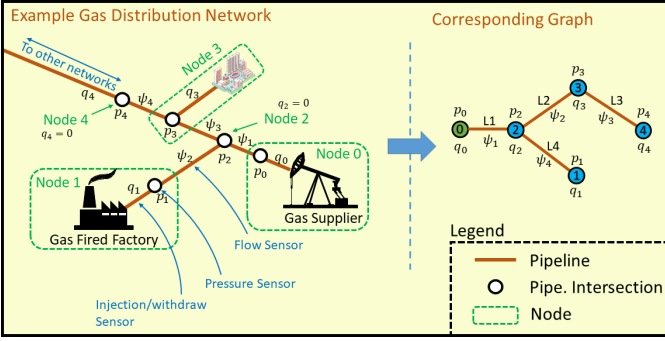 Example Gas Distribution Network
Corresponding Graph
To other networks
Node 3
q₄
ψ₄
q₃
p₄
Node 4
q₄ = 0
p₃
ψ₃
q₂ = 0
Node 2
ψ₁
p₂
q₀
Node 0
p₀
ψ₂
Node 1
q₁
p₁
Gas Fired Factory
Gas Supplier
Flow Sensor
Pressure Sensor
Injection/withdraw
Sensor
p₃
3
q₃
L2
ψ₂
L3
ψ₃
p₀
0
q₀
L1
ψ₁
p₂
2
q₂
p₄
4
q₄
L4
ψ₄
p₁
1
q₁
Legend
Pipeline
Pipe. Intersection
Node